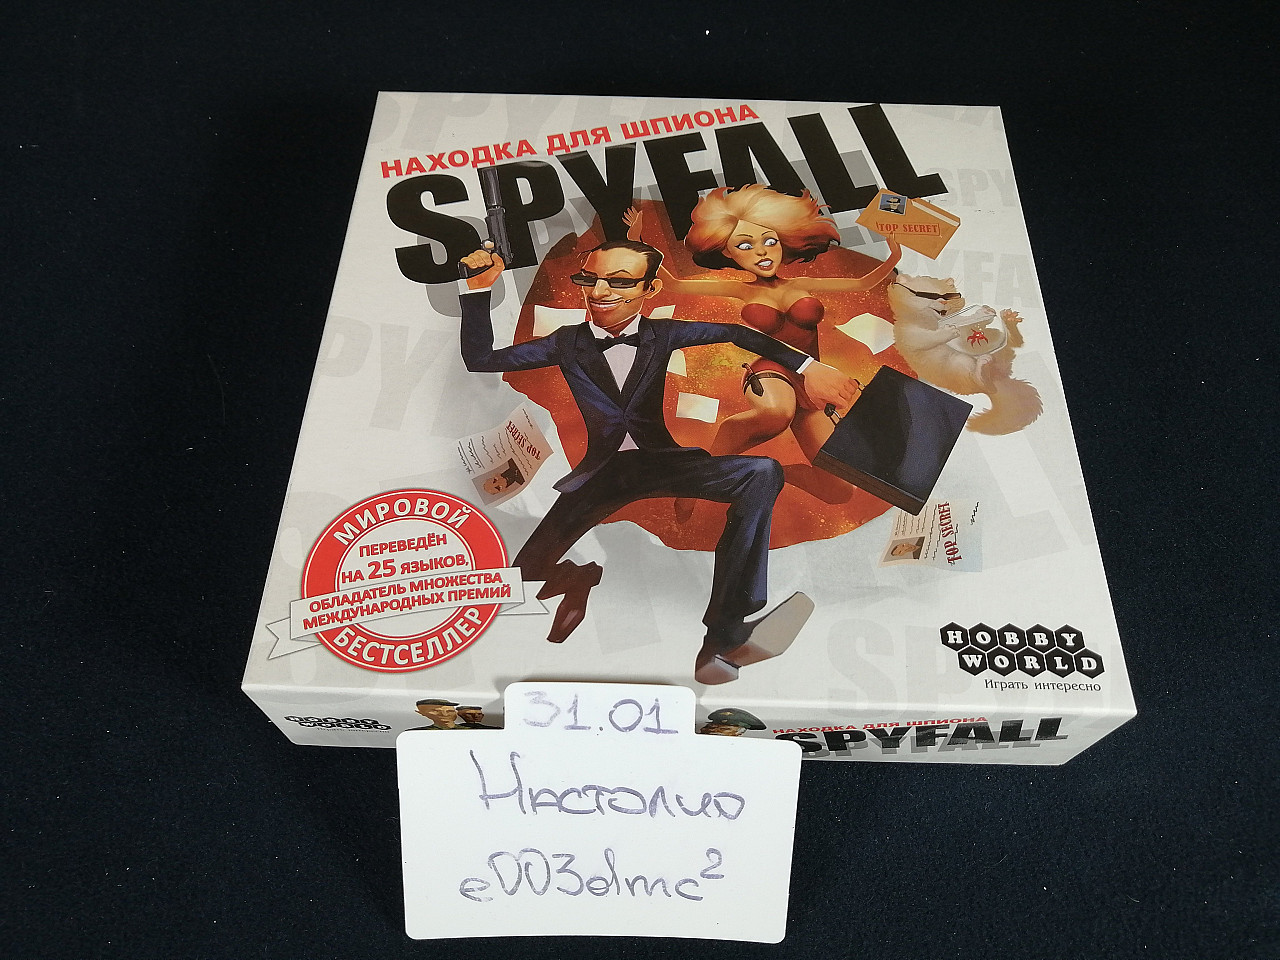 НАХОДКА ДЛЯ ШПИОНА
SPYFALL
TOP SECRET
TOP SECRET
TOP SECRET
МИРОВОЙ
ПЕРЕВЕДЁН
НА 25 ЯЗЫКОВ,
ОБЛАДАТЕЛЬ МНОЖЕСТВА
МЕЖДУНАРОДНЫХ ПРЕМИЙ
БЕСТСЕЛЛЕР
HOBBY
WORLD
Играть интересно
НАХОДКА ДЛЯ ШПИОНА
SPYFALL
31.01
Настолио